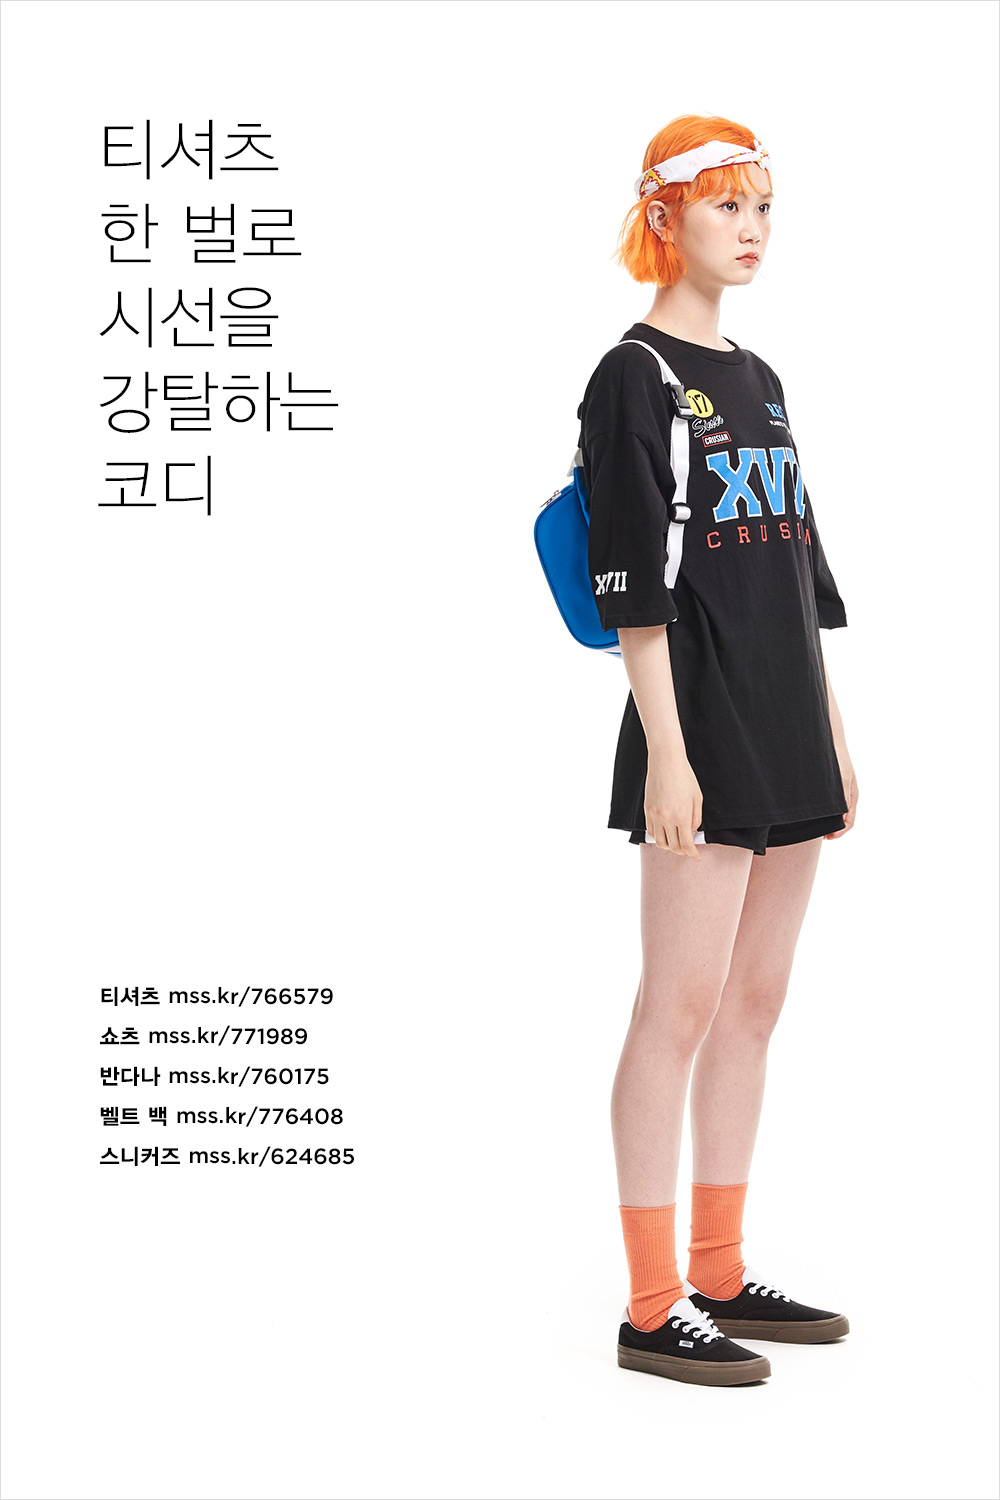 티셔츠
한 벌로
시선을
강탈하는
코디
17
Since
CRUSIAN
XVII
티셔츠 mss.kr/766579
쇼츠 mss.kr/771989
반다나 mss.kr/760175
벨트 백 mss.kr/776408
스니커즈 mss.kr/624685